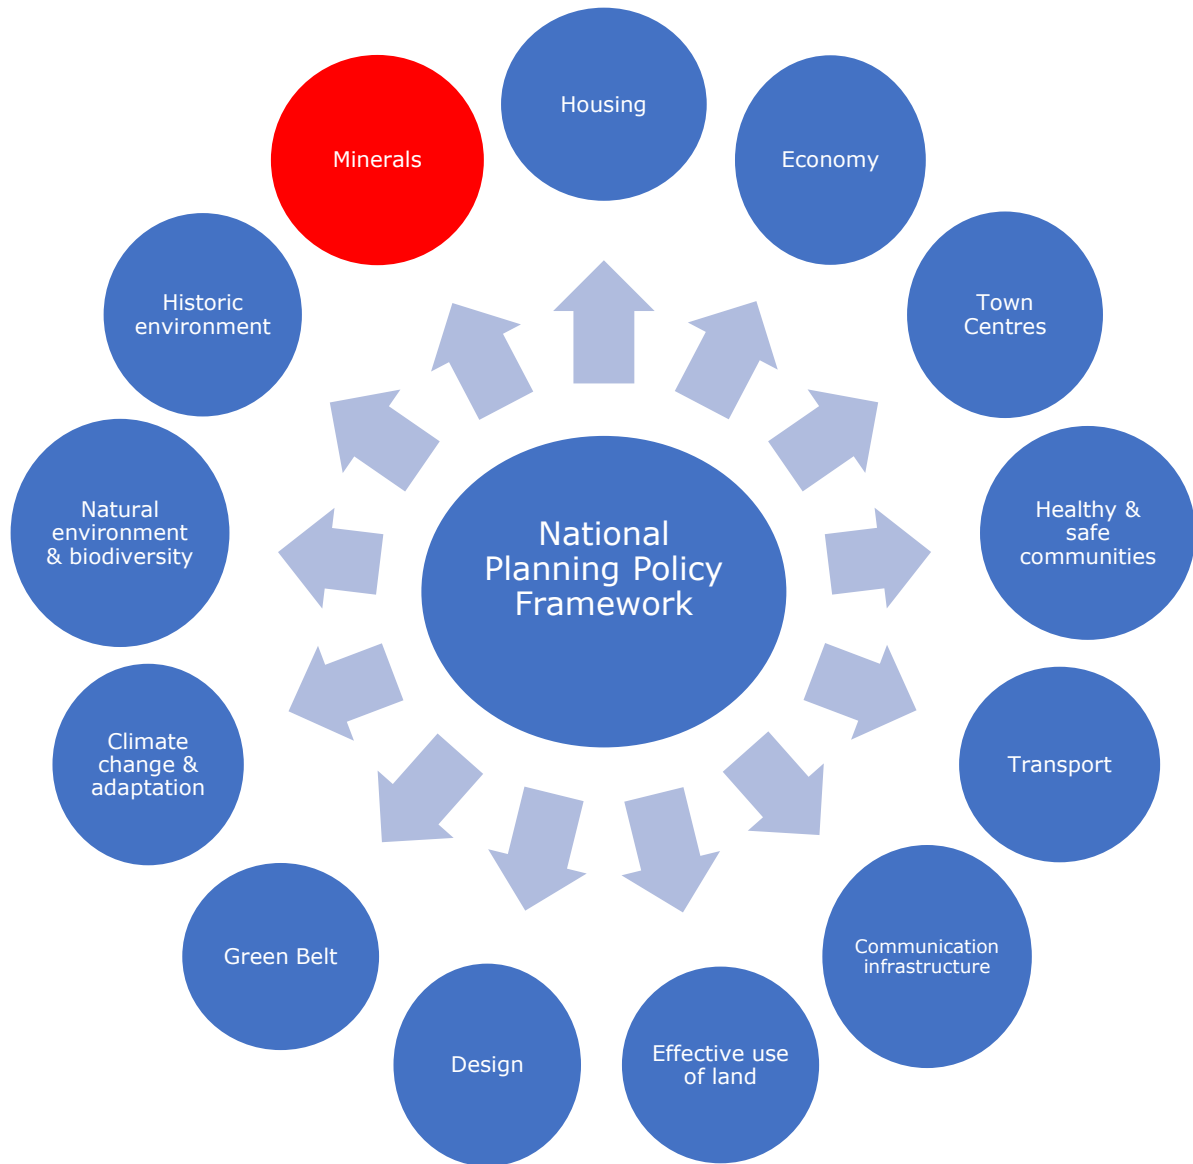 Housing
Economy
Town
Centres
Healthy &
safe
communities
Transport
Communication
infrastructure
Effective use
of land
Design
Green Belt
Climate
change &
adaptation
Natural
environment
& biodiversity
Historic
environment
Minerals
National
Planning Policy
Framework